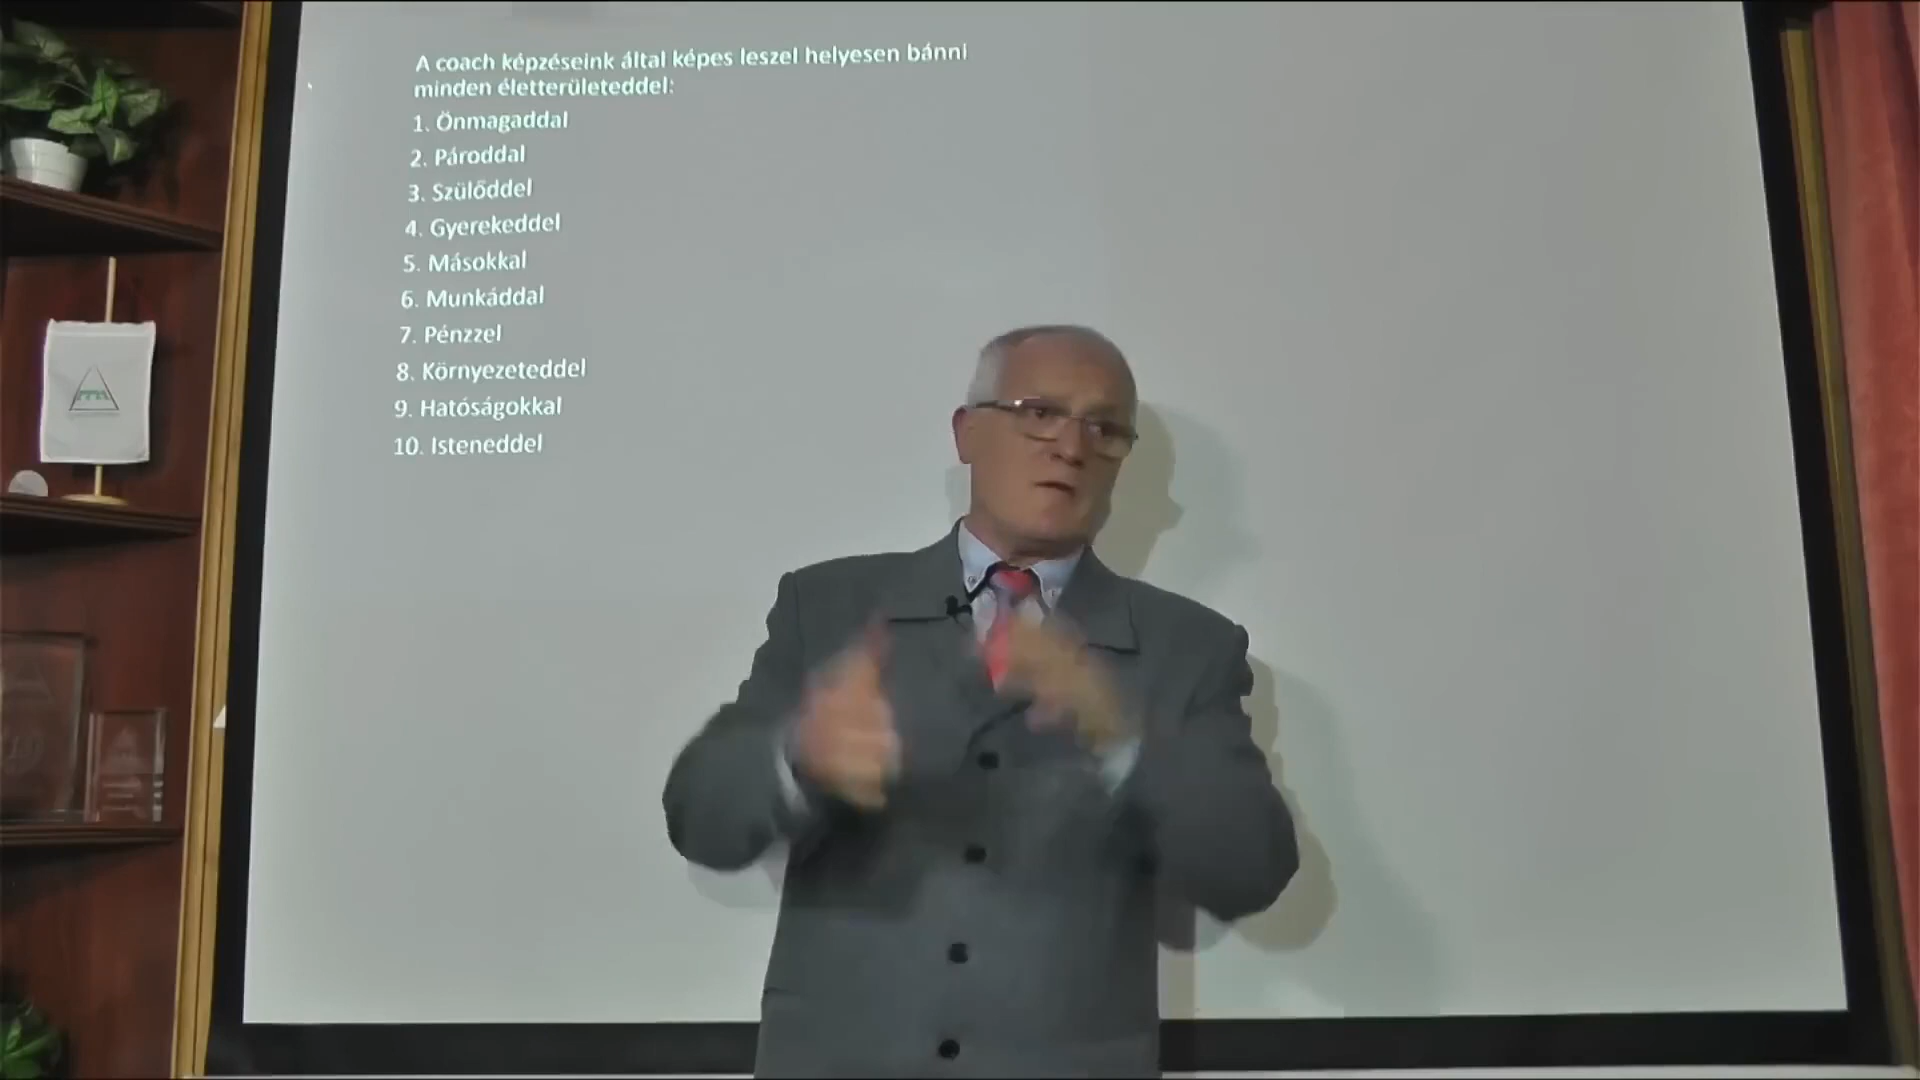 A coach képzéseink által képes leszel helyesen bánni
minden életterületeddel:
1. Önmagaddal
2. Pároddal
3. Szülőddel
4. Gyerekeddel
5. Másokkal
6. Munkáddal
7. Pénzzel
8. Környezeteddel
9. Hatóságokkal
10. Isteneddel